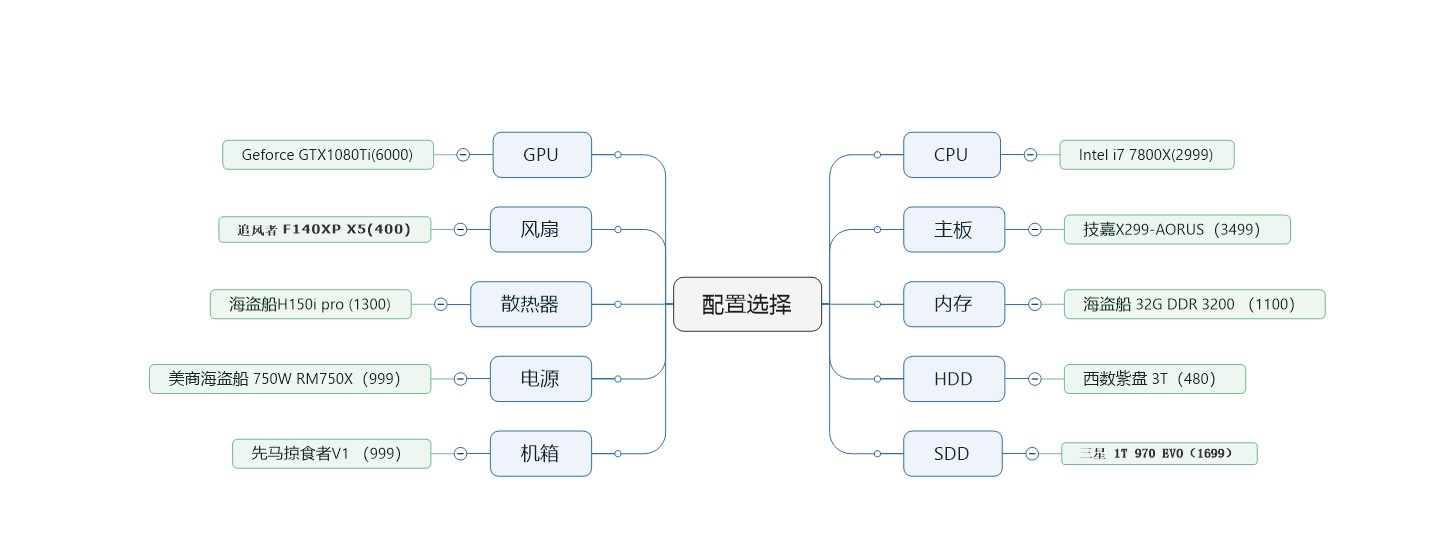 配置选择
GPU
Geforce GTX1080Ti(6000)
风扇
追风者 F140XP X5(400)
散热器
海盗船H150i pro (1300)
电源
美商海盗船 750W RM750X（999）
机箱
先马掠食者V1 （999）
CPU
Intel i7 7800X(2999)
主板
技嘉X299-AORUS（3499）
内存
海盗船 32G DDR 3200 （1100）
HDD
西数紫盘 3T（480）
SDD
三星 1T 970 EVO（1699）